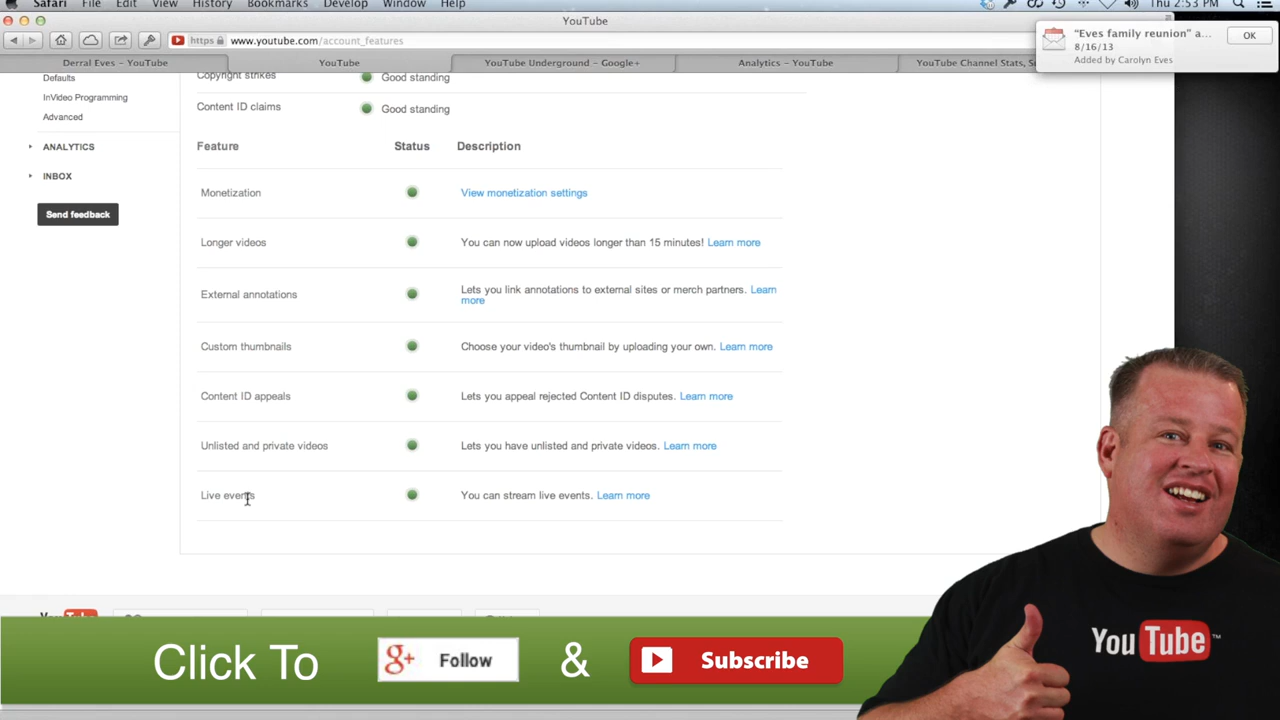 Safari File Edit View History Bookmarks Develop Window Help Thu 2:53 PM
YouTube
https www.youtube.com/account_features
Derral Eves – YouTube YouTube YouTube Underground – Google+ Analytics – YouTube YouTube Channel Stats, S
"Eves family reunion" a...
8/16/13
Added by Carolyn Eves
OK
Defaults
InVideo Programming
Advanced
ANALYTICS
INBOX
Send feedback
Copyright strikes Good standing
Content ID claims Good standing
Feature Status Description
Monetization View monetization settings
Longer videos You can now upload videos longer than 15 minutes! Learn more
External annotations Lets you link annotations to external sites or merch partners. Learn
more
Custom thumbnails Choose your video's thumbnail by uploading your own. Learn more
Content ID appeals Lets you appeal rejected Content ID disputes. Learn more
Unlisted and private videos Lets you have unlisted and private videos. Learn more
Live events You can stream live events. Learn more
You Tube
Click To g+ Follow & Subscribe
YouTube™